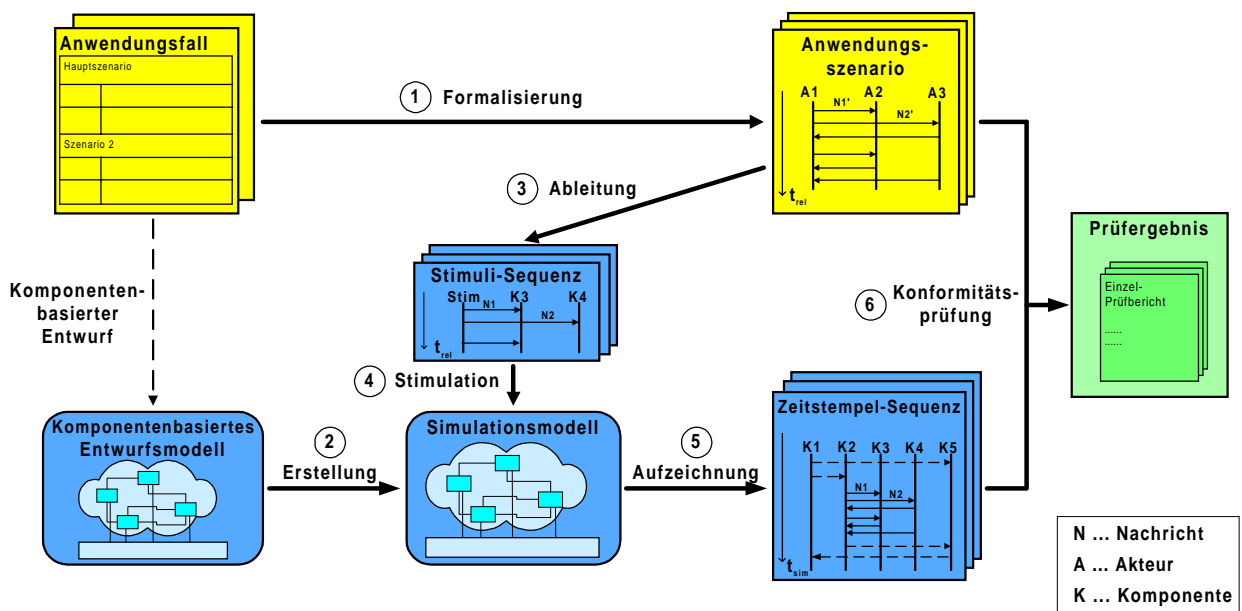 Anwendungsfall
Hauptszenario
Szenario 2
1 Formalisierung
Anwendungs-
szenario
A1 A2 A3
N1'
N2'
t rel
3 Ableitung
Komponenten-
basierter
Entwurf
Stimuli-Sequenz
Stim K3 K4
N1
N2
t rel
4 Stimulation
6 Konformitäts-
prüfung
Prüfergebnis
Einzel-
Prüfbericht
......
......
Komponentenbasiertes
Entwurfsmodell
2
Erstellung
Simulationsmodell
5
Aufzeichnung
Zeitstempel-Sequenz
K1 K2 K3 K4 K5
N1 N2
t sim
N ... Nachricht
A ... Akteur
K ... Komponente